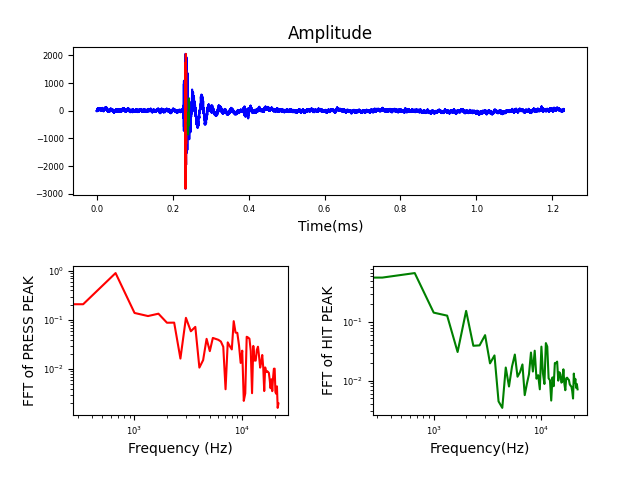 Amplitude
2000
1000
0
−1000
−2000
−3000
0.0 0.2 0.4 0.6 0.8 1.0 1.2
Time(ms)
FFT of PRESS PEAK
10⁰
10⁻¹
10⁻²
10³ 10⁴
Frequency (Hz)
FFT of HIT PEAK
10⁻¹
10⁻²
10³ 10⁴
Frequency(Hz)